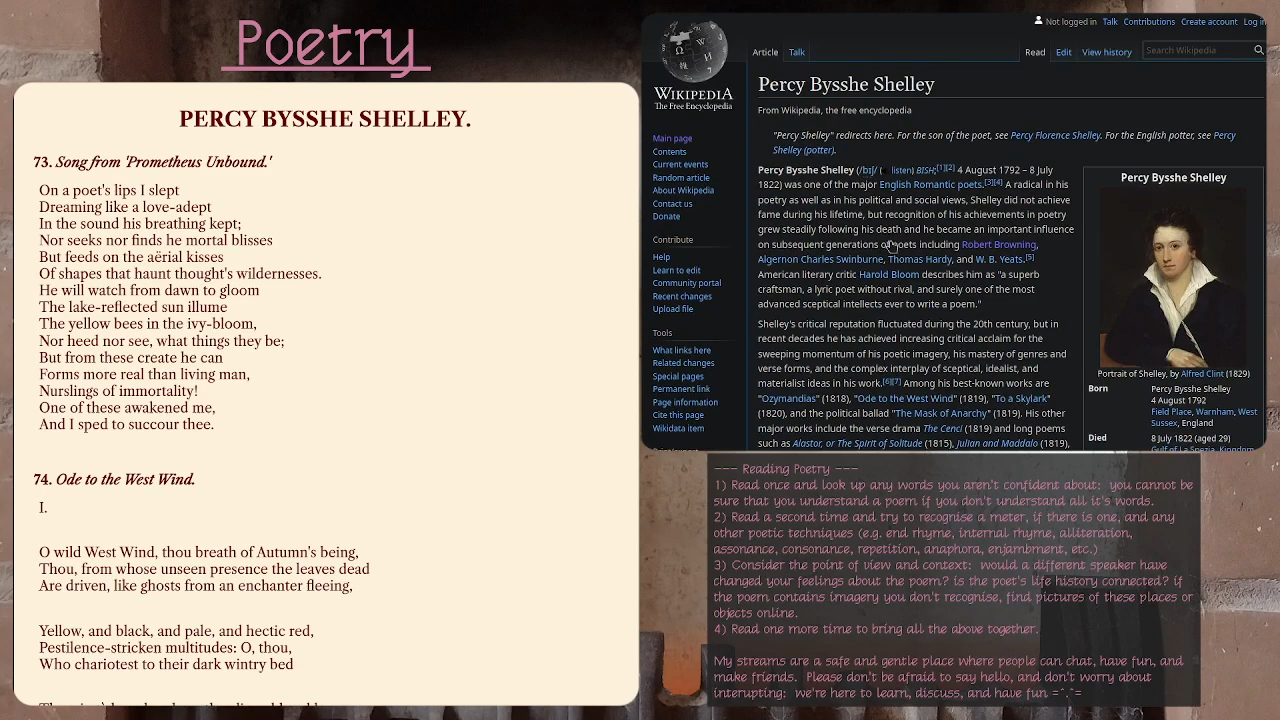 Poetry
PERCY BYSSHE SHELLEY.
73. Song from 'Prometheus Unbound.'
On a poet's lips I slept
Dreaming like a love-adept
In the sound his breathing kept;
Nor seeks nor finds he mortal blisses
But feeds on the aërial kisses
Of shapes that haunt thought's wildernesses.
He will watch from dawn to gloom
The lake-reflected sun illume
The yellow bees in the ivy-bloom,
Nor heed nor see, what things they be;
But from these create he can
Forms more real than living man,
Nurslings of immortality!
One of these awakened me,
And I sped to succour thee.
74. Ode to the West Wind.
I.
O wild West Wind, thou breath of Autumn's being,
Thou, from whose unseen presence the leaves dead
Are driven, like ghosts from an enchanter fleeing,
Yellow, and black, and pale, and hectic red,
Pestilence-stricken multitudes: O, thou,
Who chariotest to their dark wintry bed
Not logged in Talk Contributions Create account Log in
Article Talk Read Edit View history Search Wikipedia
WIKIPEDIA
The Free Encyclopedia
Main page
Contents
Current events
Random article
About Wikipedia
Contact us
Donate
Contribute
Help
Learn to edit
Community portal
Recent changes
Upload file
Tools
What links here
Related changes
Special pages
Permanent link
Page information
Cite this page
Wikidata item
Percy Bysshe Shelley
From Wikipedia, the free encyclopedia
"Percy Shelley" redirects here. For the son of the poet, see Percy Florence Shelley. For the English potter, see Percy
Shelley (potter).
Percy Bysshe Shelley (/bɪʃ/ (listen) BISH;[1][2] 4 August 1792 – 8 July
1822) was one of the major English Romantic poets.[3][4] A radical in his
poetry as well as in his political and social views, Shelley did not achieve
fame during his lifetime, but recognition of his achievements in poetry
grew steadily following his death and he became an important influence
on subsequent generations of poets including Robert Browning,
Algernon Charles Swinburne, Thomas Hardy, and W. B. Yeats.[5]
American literary critic Harold Bloom describes him as "a superb
craftsman, a lyric poet without rival, and surely one of the most
advanced sceptical intellects ever to write a poem."
Shelley's critical reputation fluctuated during the 20th century, but in
recent decades he has achieved increasing critical acclaim for the
sweeping momentum of his poetic imagery, his mastery of genres and
verse forms, and the complex interplay of sceptical, idealist, and
materialist ideas in his work.[6][7] Among his best-known works are
"Ozymandias" (1818), "Ode to the West Wind" (1819), "To a Skylark"
(1820), and the political ballad "The Mask of Anarchy" (1819). His other
major works include the verse drama The Cenci (1819) and long poems
such as Alastor, or The Spirit of Solitude (1815), Julian and Maddalo (1819),
Percy Bysshe Shelley
Portrait of Shelley, by Alfred Clint (1829)
Born Percy Bysshe Shelley
4 August 1792
Field Place, Warnham, West
Sussex, England
Died 8 July 1822 (aged 29)
Gulf of La Spezia, Kingdom
--- Reading Poetry ---
1) Read once and look up any words you aren't confident about: you cannot be
sure that you understand a poem if you don't understand all it's words.
2) Read a second time and try to recognise a meter, if there is one, and any
other poetic techniques (e.g. end rhyme, internal rhyme, alliteration,
assonance, consonance, repetition, anaphora, enjambment, etc.)
3) Consider the point of view and context: would a different speaker have
changed your feelings about the poem? is the poet's life history connected? if
the poem contains imagery you don't recognise, find pictures of these places or
objects online.
4) Read one more time to bring all the above together.
My streams are a safe and gentle place where people can chat, have fun, and
make friends. Please don't be afraid to say hello, and don't worry about
interupting: we're here to learn, discuss, and have fun =^.^=